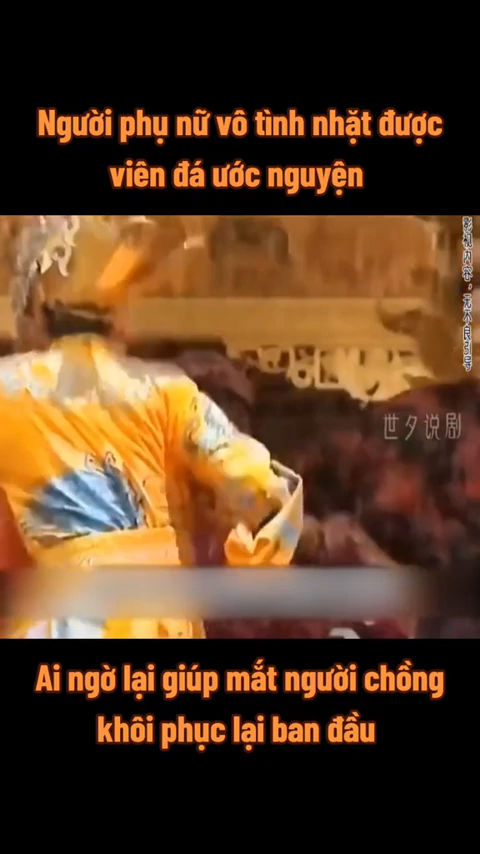 Người phụ nữ vô tình nhặt được
viên đá ước nguyện
世夕说剧
Ai ngờ lại giúp mắt người chồng
khôi phục lại ban đầu